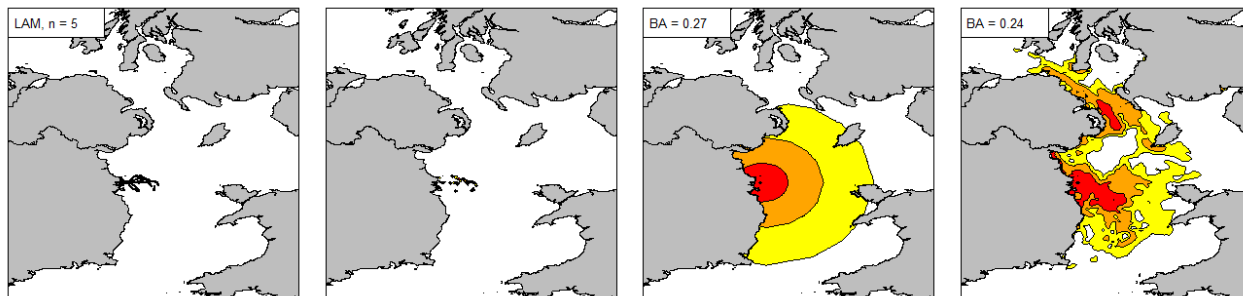 LAM, n = 5
BA = 0.27
BA = 0.24